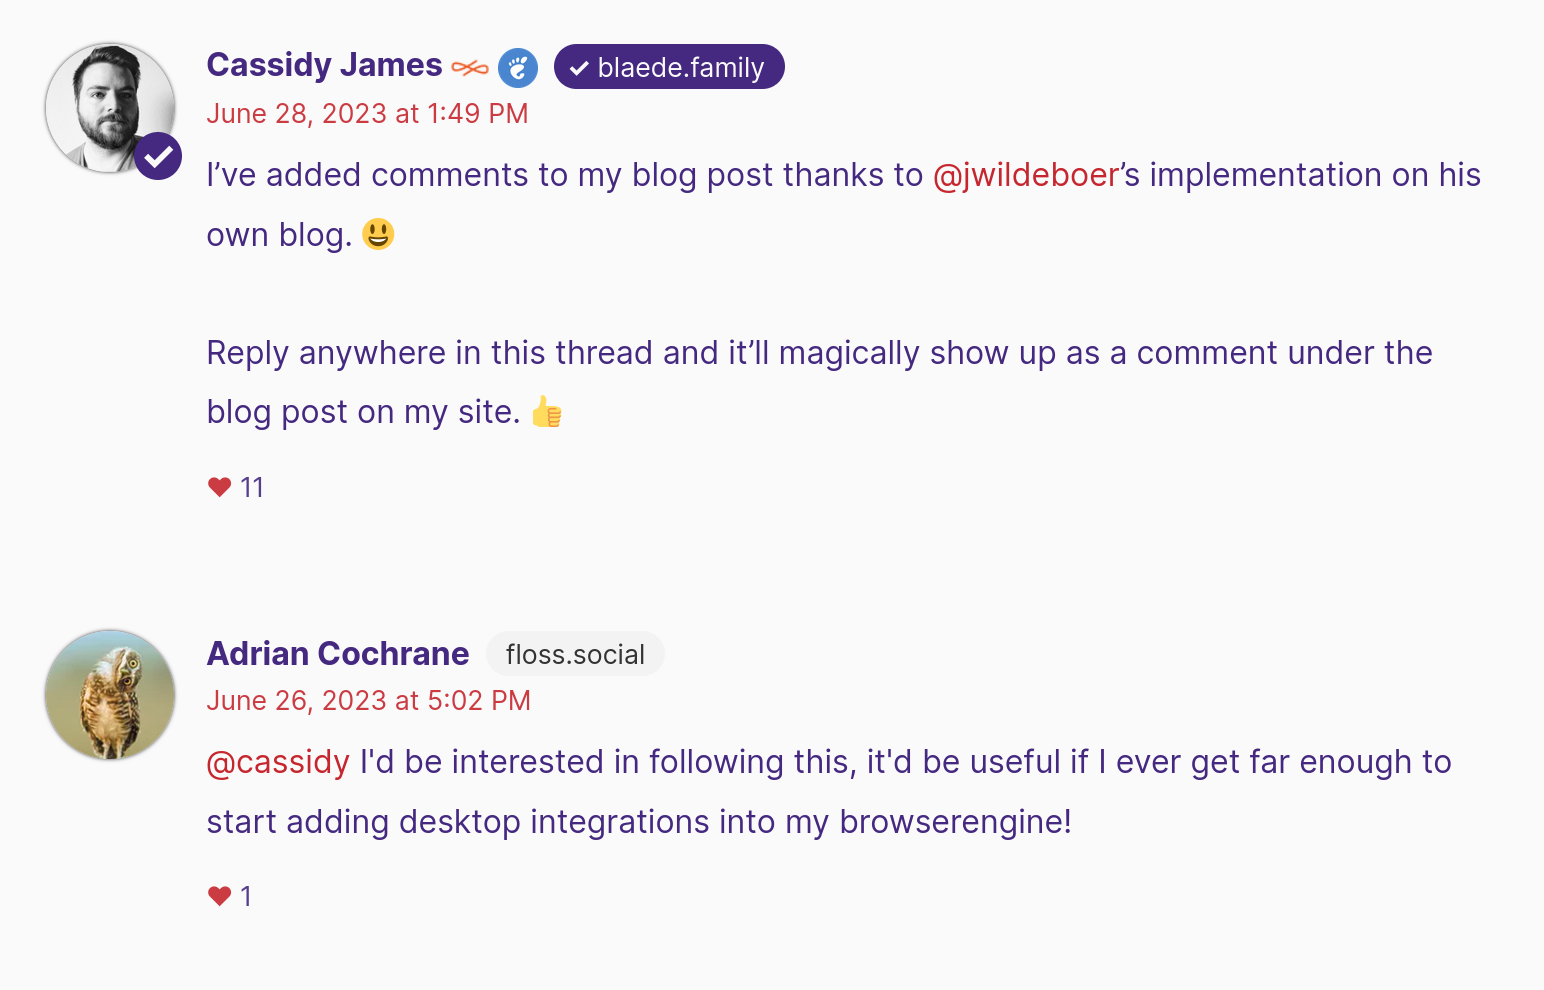 Cassidy James blaede.family
June 28, 2023 at 1:49 PM
I’ve added comments to my blog post thanks to @jwildeboer’s implementation on his
own blog. 😃
Reply anywhere in this thread and it’ll magically show up as a comment under the
blog post on my site. 👍
♥ 11
Adrian Cochrane floss.social
June 26, 2023 at 5:02 PM
@cassidy I'd be interested in following this, it'd be useful if I ever get far enough to
start adding desktop integrations into my browserengine!
♥ 1